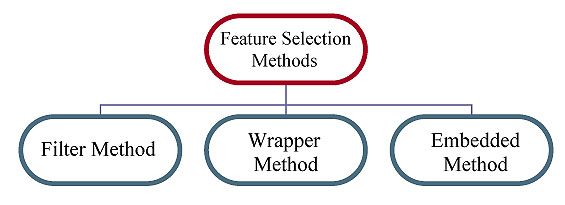 Feature Selection
Methods
Filter Method
Wrapper
Method
Embedded
Method